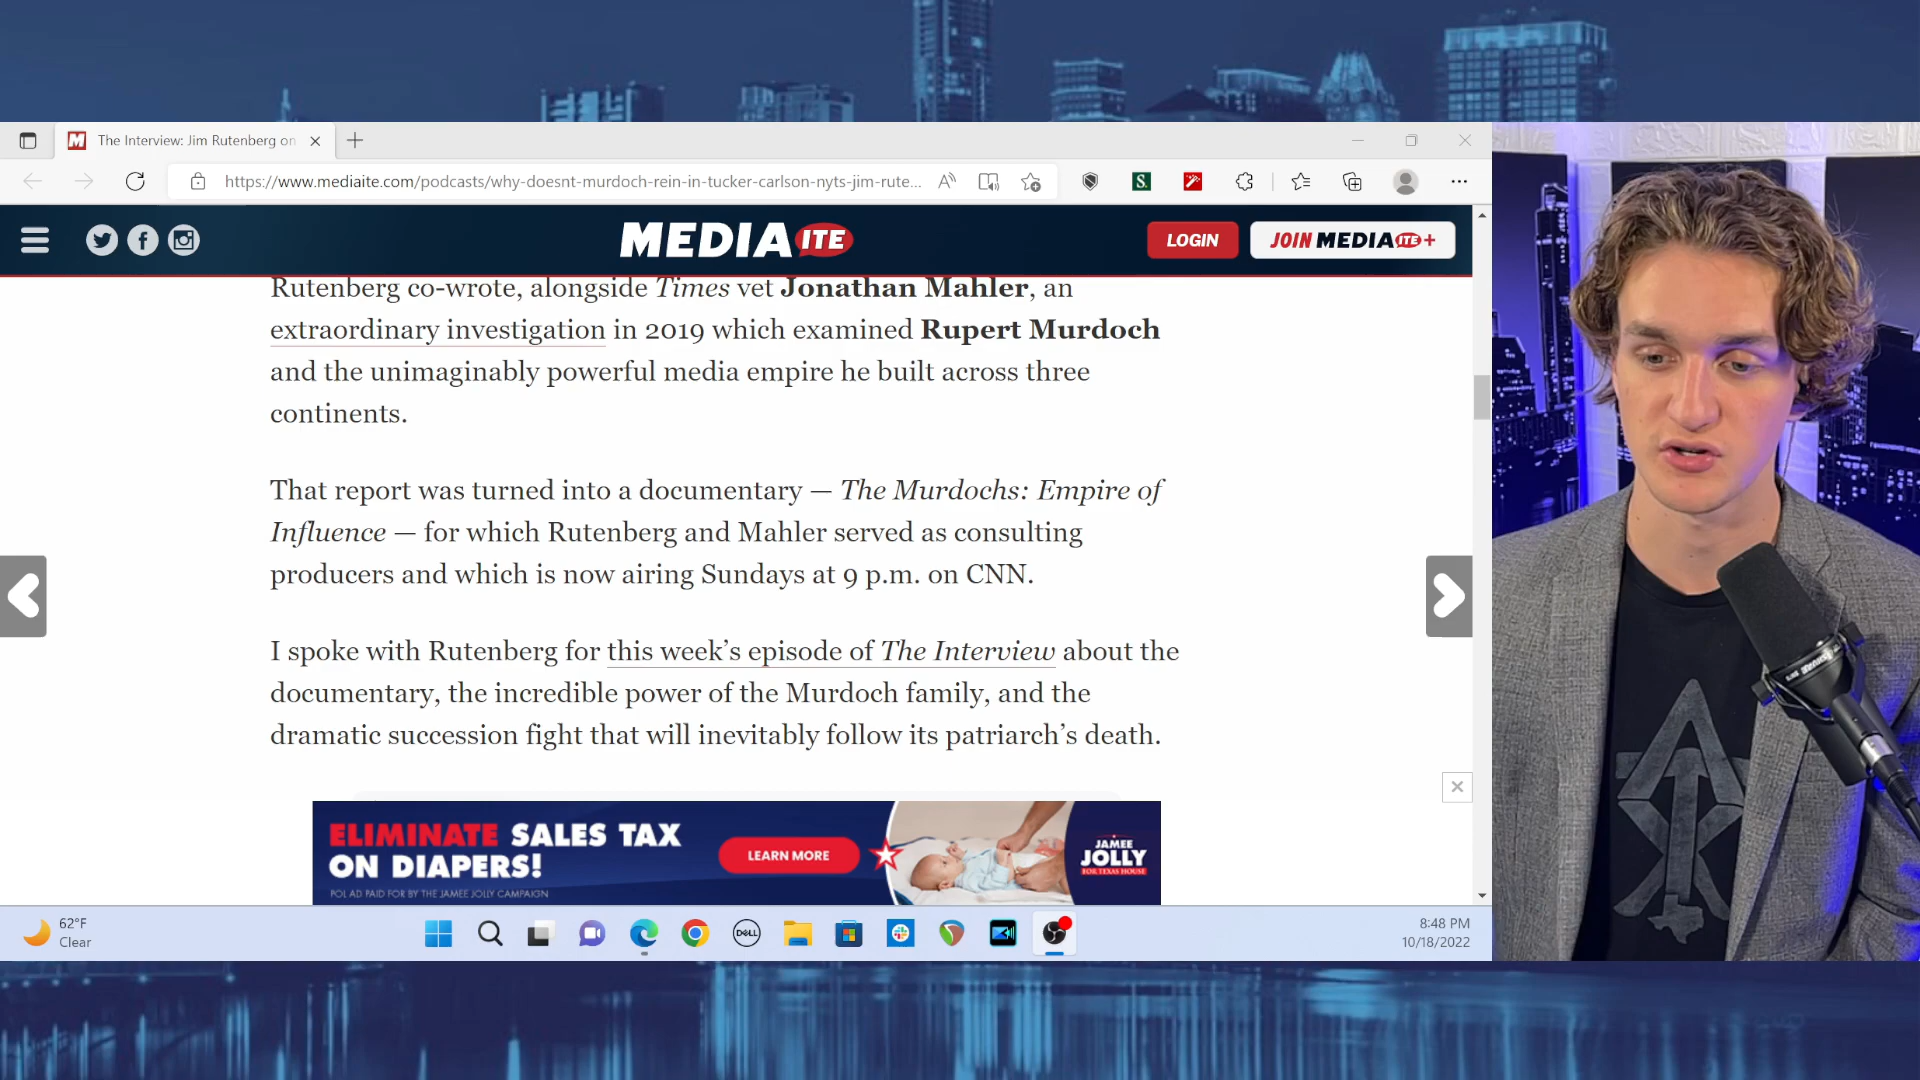 The Interview: Jim Rutenberg on
https://www.mediaite.com/podcasts/why-doesnt-murdoch-rein-in-tucker-carlson-nyts-jim-rute...
MEDIAITE
LOGIN
JOIN MEDIAITE+
Rutenberg co-wrote, alongside Times vet Jonathan Mahler, an
extraordinary investigation in 2019 which examined Rupert Murdoch
and the unimaginably powerful media empire he built across three
continents.
That report was turned into a documentary — The Murdochs: Empire of
Influence — for which Rutenberg and Mahler served as consulting
producers and which is now airing Sundays at 9 p.m. on CNN.
I spoke with Rutenberg for this week’s episode of The Interview about the
documentary, the incredible power of the Murdoch family, and the
dramatic succession fight that will inevitably follow its patriarch’s death.
ELIMINATE SALES TAX
ON DIAPERS!
POL AD PAID FOR BY THE JAMEE JOLLY CAMPAIGN
LEARN MORE
JAMEE
JOLLY
FOR TEXAS HOUSE
62°F
Clear
DELL
8:48 PM
10/18/2022